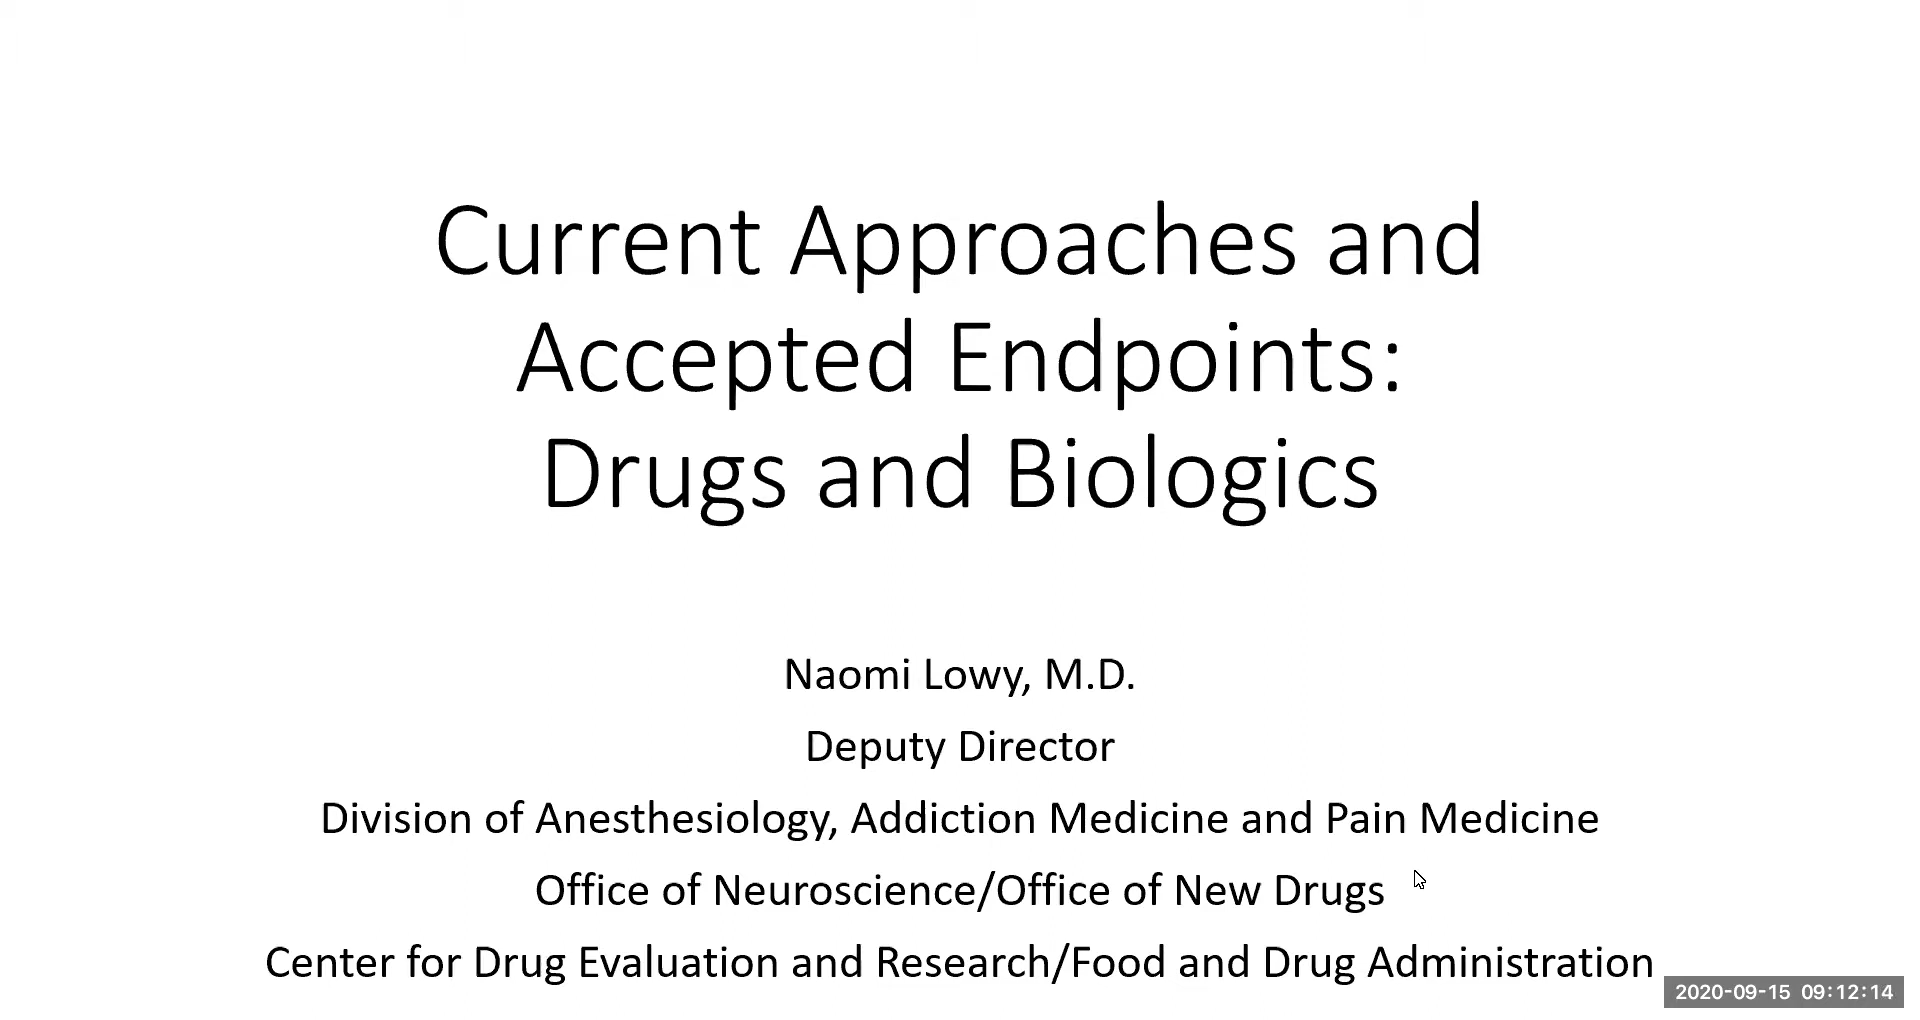 Current Approaches and
Accepted Endpoints:
Drugs and Biologics
Naomi Lowy, M.D.
Deputy Director
Division of Anesthesiology, Addiction Medicine and Pain Medicine
Office of Neuroscience/Office of New Drugs
Center for Drug Evaluation and Research/Food and Drug Administration
2020-09-15 09:12:14